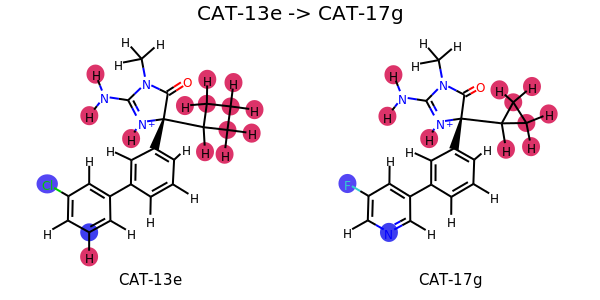 CAT-13e -> CAT-17g
H H H H H N O H N N+ H H H H H H H H H H H Cl H H H H H
H H H H H N O H N N+ H H H H H H H H H F H H N H
CAT-13e CAT-17g